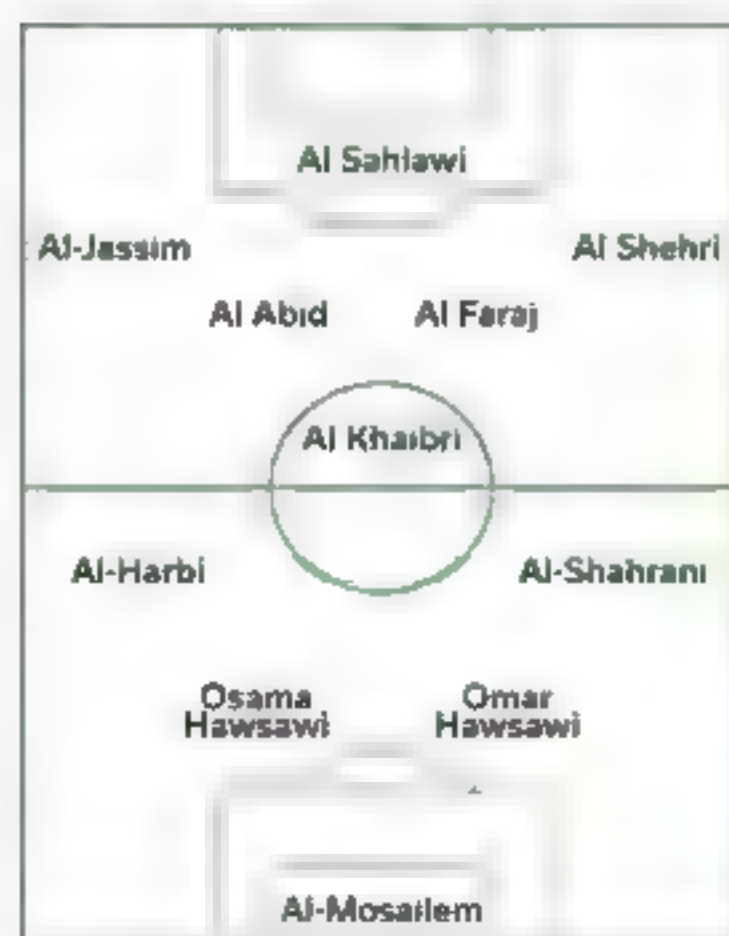 Al Sahlawi
Al-Jassim
Al Shehri
Al Abid
Al Faraj
Al Khaibri
Al-Harbi
Al-Shahrani
Osama
Hawsawi
Omar
Hawsawi
Al-Mosailem